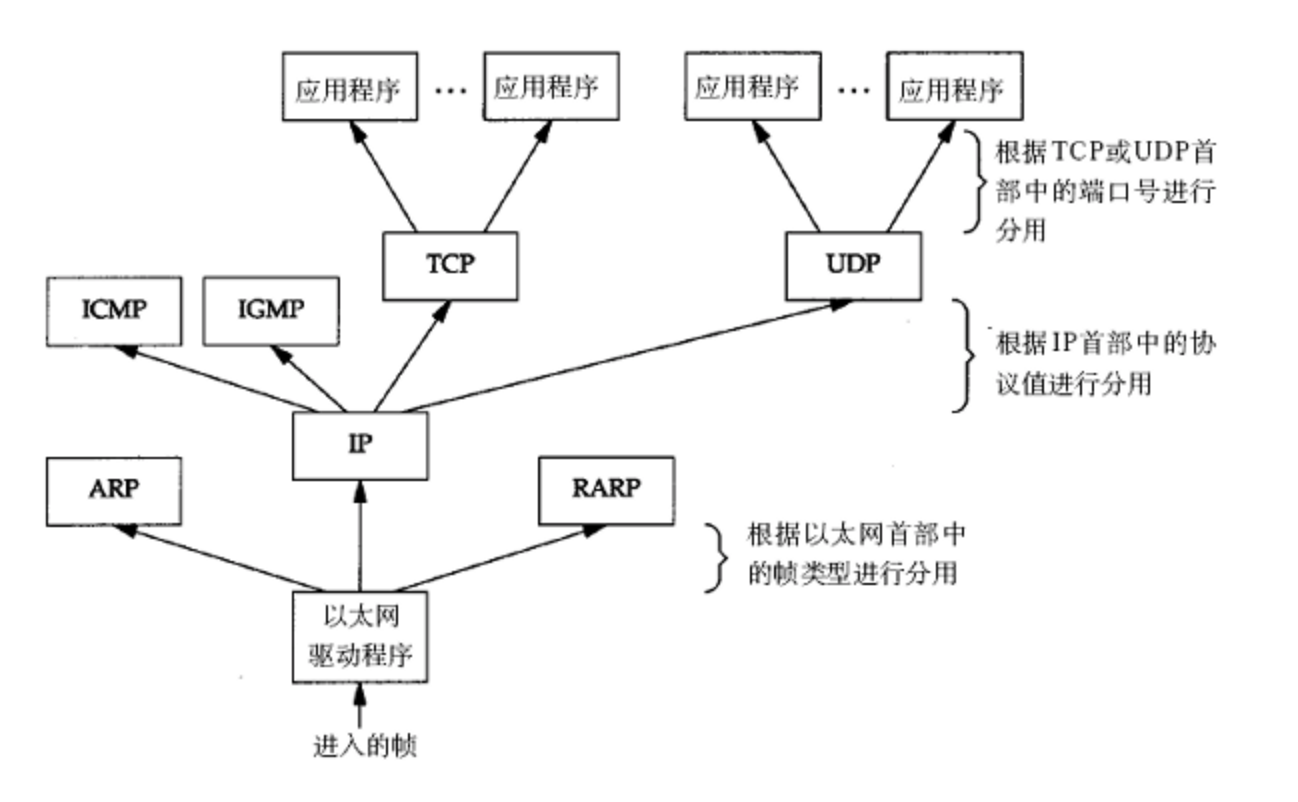 应用程序 … 应用程序 应用程序 … 应用程序
根据TCP或UDP首
部中的端口号进行
分用
TCP UDP
ICMP IGMP
根据IP首部中的协
议值进行分用
IP
ARP RARP
根据以太网首部中
的帧类型进行分用
以太网
驱动程序
进入的帧